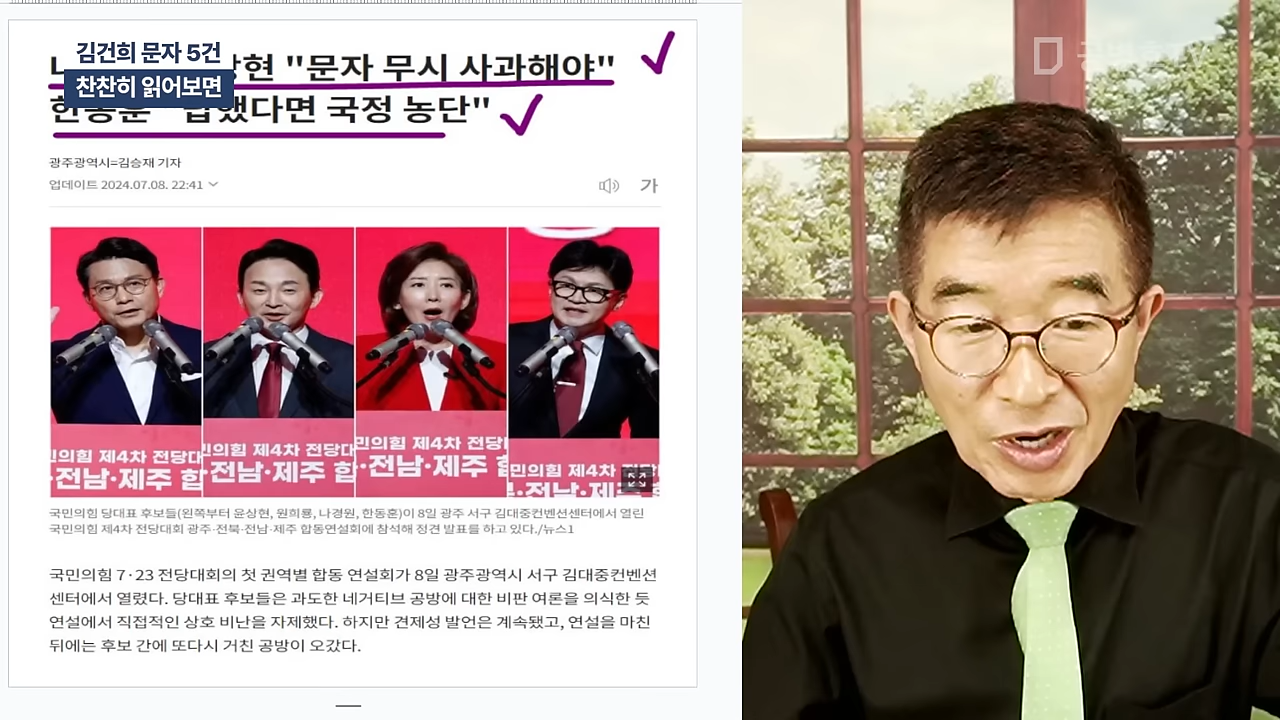 김건희 문자 5건
찬찬히 읽어보면
"문자 무시 사과해야"
국정 농단"
광주광역시=김승재 기자
업데이트 2024.07.08. 22:41
가
민의힘 제4차 전당대
전남·제주 합
민의힘 제4차 전당대
전남·제주 합
민의힘 제4차 전당
전남·제주
민의힘 제4차
국민의힘 당대표 후보들(왼쪽부터 윤상현, 원희룡, 나경원, 한동훈)이 8일 광주 서구 김대중컨벤션센터에서 열린
국민의힘 제4차 전당대회 광주·전북·전남·제주 합동연설회에 참석해 정견 발표를 하고 있다./뉴스1
국민의힘 7·23 전당대회의 첫 권역별 합동 연설회가 8일 광주광역시 서구 김대중컨벤션
센터에서 열렸다. 당대표 후보들은 과도한 네거티브 공방에 대한 비판 여론을 의식한 듯
연설에서 직접적인 상호 비난을 자제했다. 하지만 견제성 발언은 계속됐고, 연설을 마친
뒤에는 후보 간에 또다시 거친 공방이 오갔다.